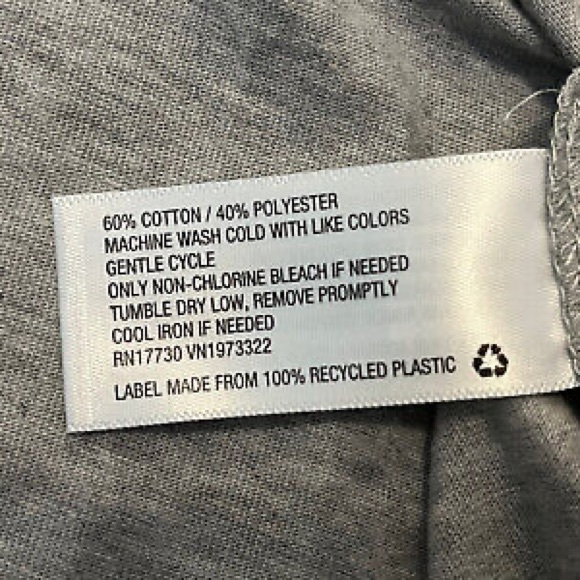 60% COTTON / 40% POLYESTER
MACHINE WASH COLD WITH LIKE COLORS
GENTLE CYCLE
ONLY NON-CHLORINE BLEACH IF NEEDED
TUMBLE DRY LOW, REMOVE PROMPTLY
COOL IRON IF NEEDED
RN17730 VN1973322
LABEL MADE FROM 100% RECYCLED PLASTIC